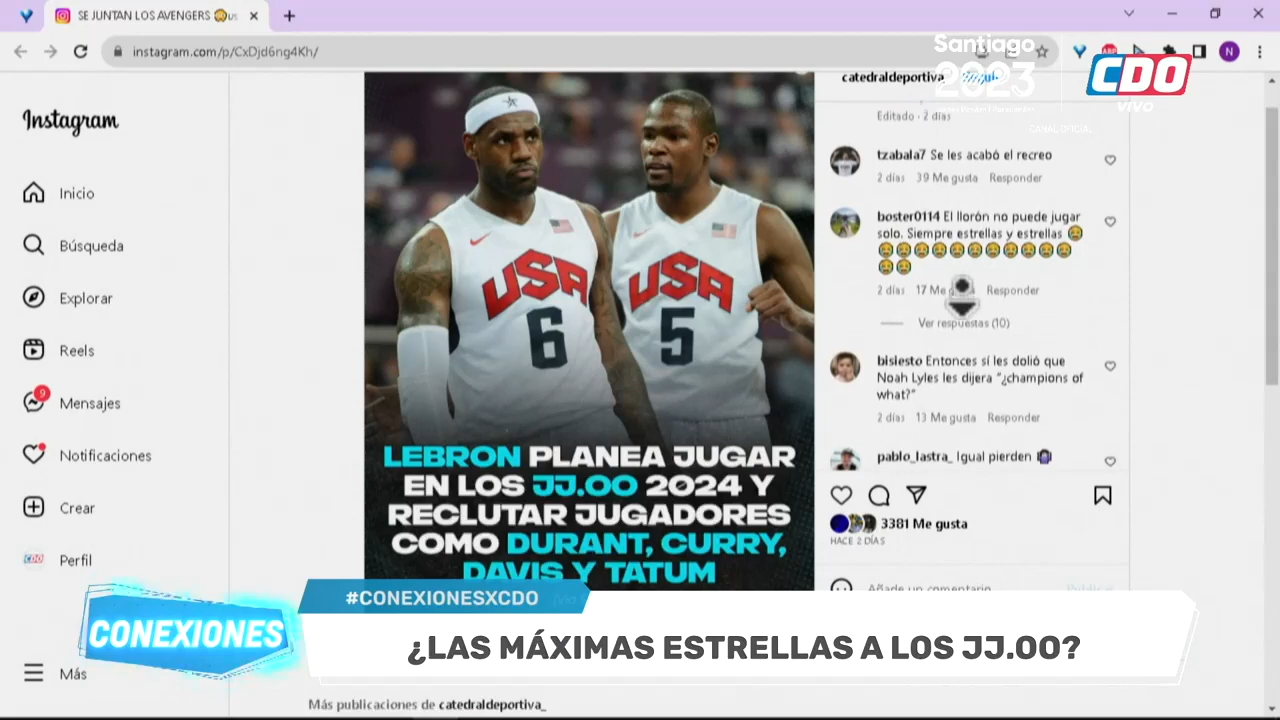 SE JUNTAN LOS AVENGERS
instagram.com/p/CxDjd6ng4Kh/
N
Santiago
2023
CDO
VIVO
CANAL OFICIAL
Instagram
Inicio
Búsqueda
Explorar
Reels
9
Mensajes
Notificaciones
Crear
CDO
Perfil
Más
USA
6
USA
5
LEBRON PLANEA JUGAR
EN LOS JJ.OO 2024 Y
RECLUTAR JUGADORES
COMO DURANT, CURRY,
DAVIS Y TATUM
catedraldeportiva_
Editado · 2 días
tzabala7 Se les acabó el recreo
2 días 39 Me gusta Responder
boster0114 El llorón no puede jugar
solo. Siempre estrellas y estrellas 😂
😂😂😂😂😂😂😂😂😂😂😂
😂😂
2 días 17 Me Responder
Ver respuestas (10)
bisiesto Entonces sí les dolió que
Noah Lyles les dijera "¿champions of
what?"
2 días 13 Me gusta Responder
pablo_lastra_ Igual pierden
3381 Me gusta
HACE 2 DÍAS
Añade un comentario
Publicar
#CONEXIONESXCDO
CONEXIONES
¿LAS MÁXIMAS ESTRELLAS A LOS JJ.OO?
Más publicaciones de catedraldeportiva_